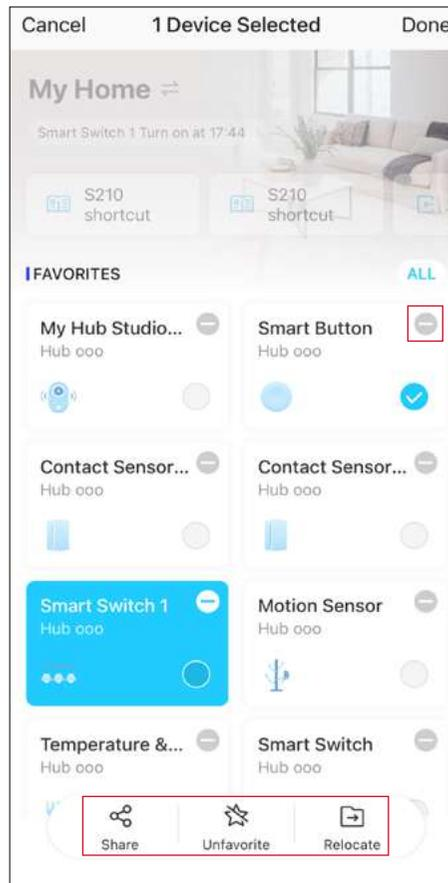 Cancel 1 Device Selected Done
My Home
Smart Switch 1 Turn on at 17:44
S210 shortcut
S210 shortcut
FAVORITES ALL
My Hub Studio...
Hub ooo
Smart Button
Hub ooo
Contact Sensor...
Hub ooo
Contact Sensor...
Hub ooo
Smart Switch 1
Hub ooo
Motion Sensor
Hub ooo
Temperature &...
Hub ooo
Smart Switch
Hub ooo
Share Unfavorite Relocate